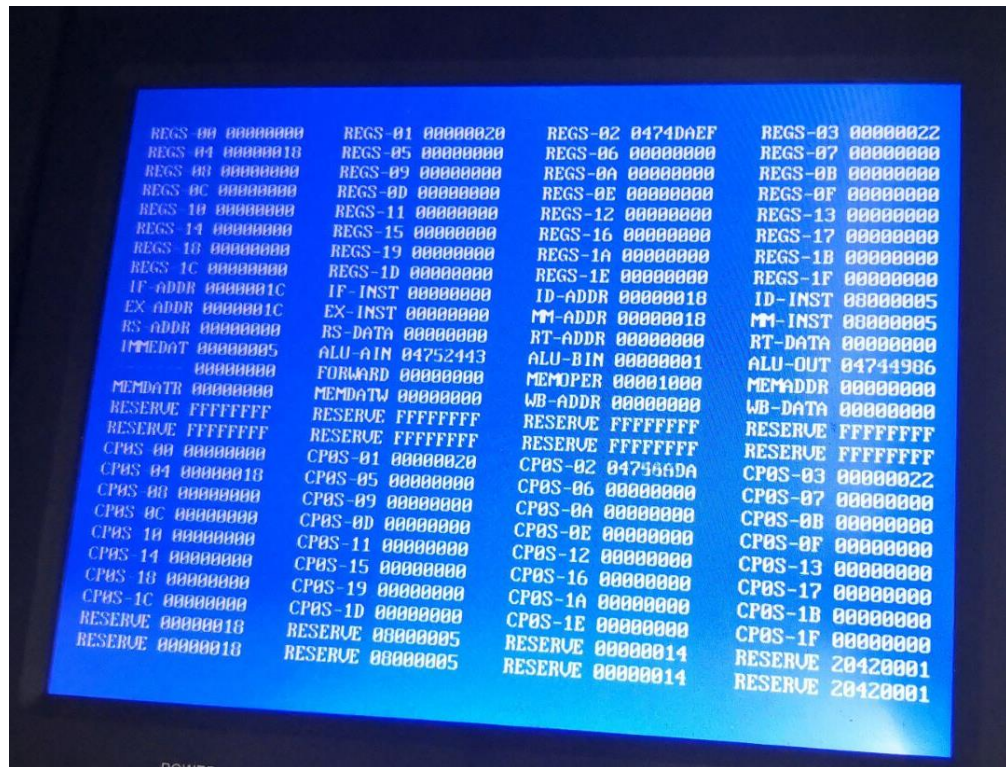 REGS-00 00000000 REGS-01 00000020 REGS-02 0474DAEF REGS-03 00000022
REGS-04 00000018 REGS-05 00000000 REGS-06 00000000 REGS-07 00000000
REGS-08 00000000 REGS-09 00000000 REGS-0A 00000000 REGS-0B 00000000
REGS-0C 00000000 REGS-0D 00000000 REGS-0E 00000000 REGS-0F 00000000
REGS-10 00000000 REGS-11 00000000 REGS-12 00000000 REGS-13 00000000
REGS-14 00000000 REGS-15 00000000 REGS-16 00000000 REGS-17 00000000
REGS-18 00000000 REGS-19 00000000 REGS-1A 00000000 REGS-1B 00000000
REGS-1C 00000000 REGS-1D 00000000 REGS-1E 00000000 REGS-1F 00000000
IF-ADDR 0000001C IF-INST 00000000 ID-ADDR 00000018 ID-INST 08000005
EX-ADDR 0000001C EX-INST 00000000 MM-ADDR 00000018 MM-INST 08000005
RS-ADDR 00000000 RS-DATA 00000000 RT-ADDR 00000000 RT-DATA 00000000
IMMEDAT 00000005 ALU-AIN 04752443 ALU-BIN 00000001 ALU-OUT 04744986
------- 00000000 FORWARD 00000000 MEMOPER 00001000 MEMADDR 00000000
MEMDATR 00000000 MEMDATW 00000000 WB-ADDR 00000000 WB-DATA 00000000
RESERVE FFFFFFFF RESERVE FFFFFFFF RESERVE FFFFFFFF RESERVE FFFFFFFF
RESERVE FFFFFFFF RESERVE FFFFFFFF RESERVE FFFFFFFF RESERVE FFFFFFFF
CP0S-00 00000000 CP0S-01 00000020 CP0S-02 CP0S-03 00000022
CP0S-04 00000018 CP0S-05 00000000 CP0S-06 00000000 CP0S-07 00000000
CP0S-08 00000000 CP0S-09 00000000 CP0S-0A 00000000 CP0S-0B 00000000
CP0S-0C 00000000 CP0S-0D 00000000 CP0S-0E 00000000 CP0S-0F 00000000
CP0S-10 00000000 CP0S-11 00000000 CP0S-12 00000000 CP0S-13 00000000
CP0S-14 00000000 CP0S-15 00000000 CP0S-16 00000000 CP0S-17 00000000
CP0S-18 00000000 CP0S-19 00000000 CP0S-1A 00000000 CP0S-1B 00000000
CP0S-1C 00000000 CP0S-1D 00000000 CP0S-1E 00000000 CP0S-1F 00000000
RESERVE 00000018 RESERVE 08000005 RESERVE 00000014 RESERVE 20420001
RESERVE 00000018 RESERVE 08000005 RESERVE 00000014 RESERVE 20420001